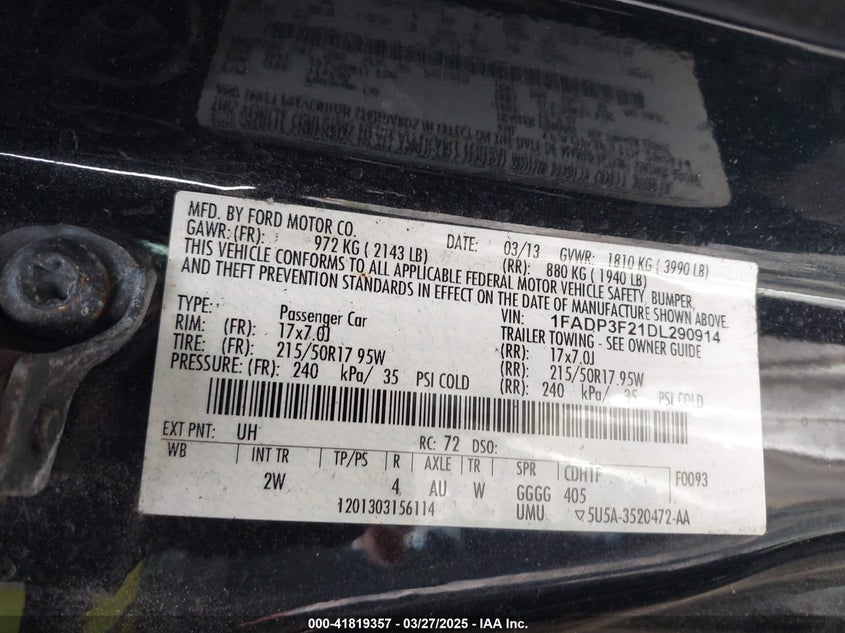 MFD. BY FORD MOTOR CO. DATE: 03/13 GVWR: 1810 KG ( 3990 LB)
GAWR: (FR): 972 KG ( 2143 LB) (RR): 880 KG ( 1940 LB)
THIS VEHICLE CONFORMS TO ALL APPLICABLE FEDERAL MOTOR VEHICLE SAFETY, BUMPER,
AND THEFT PREVENTION STANDARDS IN EFFECT ON THE DATE OF MANUFACTURE SHOWN ABOVE.
VIN: 1FADP3F21DL290914
TYPE: Passenger Car TRAILER TOWING - SEE OWNER GUIDE
RIM: (FR): 17x7.0J (RR): 17x7.0J
TIRE: (FR): 215/50R17 95W (RR): 215/50R17 95W
PRESSURE: (FR): 240 kPa/ 35 PSI COLD (RR): 240 kPa/ 35 PSI COLD
EXT PNT: UH RC: 72 DSO:
WB INT TR TP/PS R AXLE TR SPR CDHTF F0093
2W 4 AU W GGGG 405
1201303156114 UMU ▽5U5A-3520472-AA
000-41819357 - 03/27/2025 - IAA Inc.